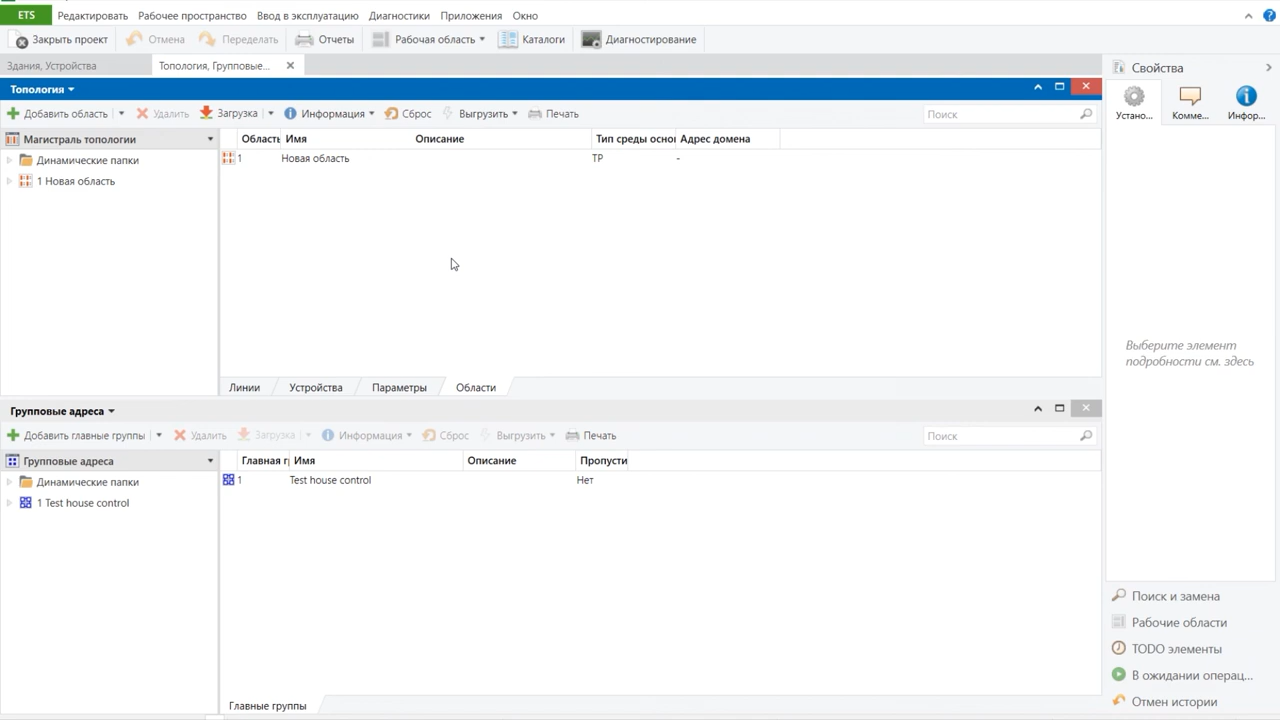 ETS Редактировать Рабочее пространство Ввод в эксплуатацию Диагностики Приложения Окно
Закрыть проект Отмена Переделать Отчеты Рабочая область Каталоги Диагностирование
Здания, Устройства Топология, Групповые...
Топология
Добавить область Удалить Загрузка Информация Сброс Выгрузить Печать Поиск
Магистраль топологии
Динамические папки
1 Новая область
Область Имя Описание Тип среды основ Адрес домена
1 Новая область TP -
Линии Устройства Параметры Области
Групповые адреса
Добавить главные группы Удалить Загрузка Информация Сброс Выгрузить Печать Поиск
Групповые адреса
Динамические папки
1 Test house control
Главная г Имя Описание Пропусти
1 Test house control Нет
Главные группы
Свойства
Устано... Комме... Инфор...
Выберите элемент
подробности см. здесь
Поиск и замена
Рабочие области
TODO элементы
В ожидании операц...
Отмен истории